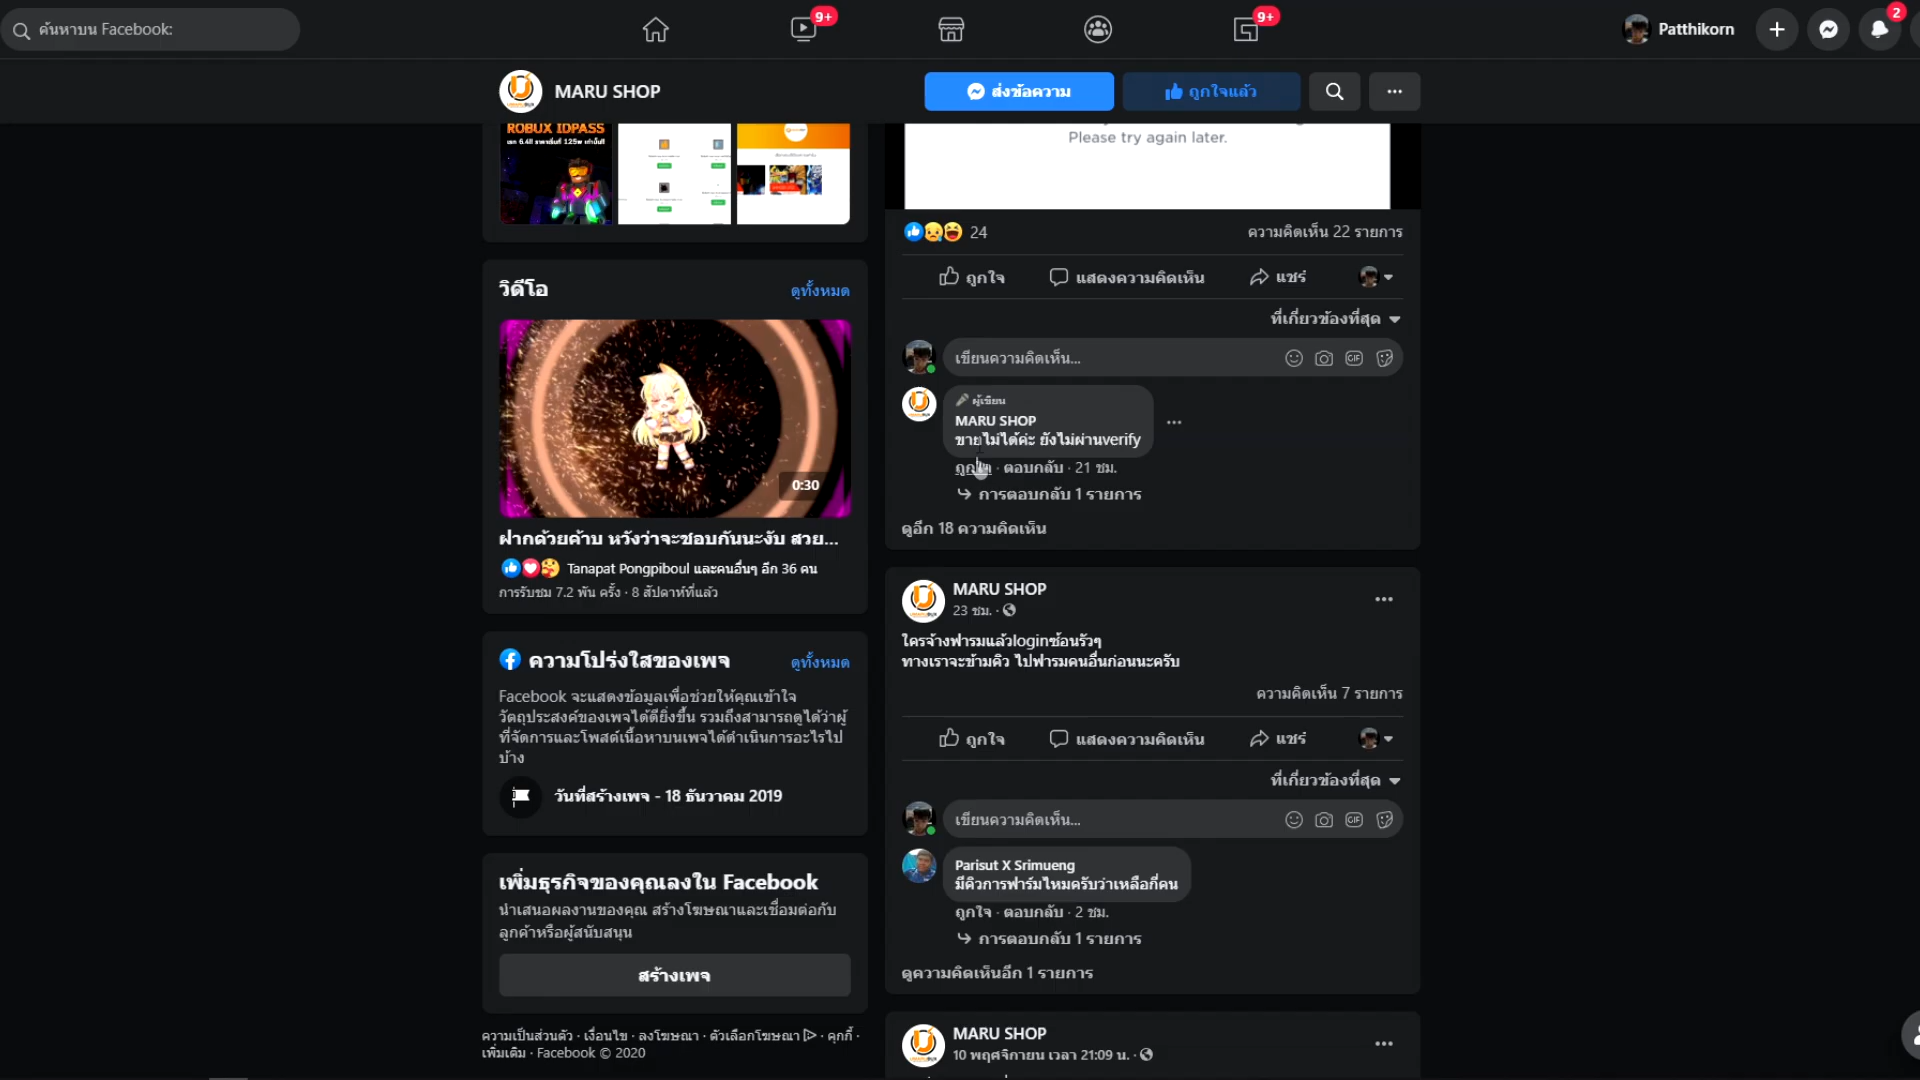 ค้นหาบน Facebook:
9+
9+
Patthikorn
2
MARU SHOP
ส่งข้อความ
ถูกใจแล้ว
ROBUX IDPASS
วิดีโอ
ดูทั้งหมด
0:30
ฝากด้วยค้าบ หวังว่าจะชอบกันนะงับ สวย...
Tanapat Pongpiboul และคนอื่นๆ อีก 36 คน
การรับชม 7.2 พัน ครั้ง · 8 สัปดาห์ที่แล้ว
ความโปร่งใสของเพจ
ดูทั้งหมด
Facebook จะแสดงข้อมูลเพื่อช่วยให้คุณเข้าใจ
วัตถุประสงค์ของเพจได้ดียิ่งขึ้น รวมถึงสามารถดูได้ว่าผู้
ที่จัดการและโพสต์เนื้อหาบนเพจได้ดำเนินการอะไรไป
บ้าง
วันที่สร้างเพจ - 18 ธันวาคม 2019
เพิ่มธุรกิจของคุณลงใน Facebook
นำเสนอผลงานของคุณ สร้างโฆษณาและเชื่อมต่อกับ
ลูกค้าหรือผู้สนับสนุน
สร้างเพจ
ความเป็นส่วนตัว · เงื่อนไข · ลงโฆษณา · ตัวเลือกโฆษณา · คุกกี้ ·
เพิ่มเติม · Facebook © 2020
Please try again later.
24
ความคิดเห็น 22 รายการ
ถูกใจ
แสดงความคิดเห็น
แชร์
ที่เกี่ยวข้องที่สุด
เขียนความคิดเห็น...
GIF
ผู้เขียน
MARU SHOP
ขายไม่ได้ค่ะ ยังไม่ผ่านverify
ถูกใจ · ตอบกลับ · 21 ชม.
การตอบกลับ 1 รายการ
ดูอีก 18 ความคิดเห็น
MARU SHOP
23 ชม. ·
ใครจ้างฟารมแล้วloginซ้อนรัวๆ
ทางเราจะข้ามคิว ไปฟารมคนอื่นก่อนนะครับ
ความคิดเห็น 7 รายการ
ถูกใจ
แสดงความคิดเห็น
แชร์
ที่เกี่ยวข้องที่สุด
เขียนความคิดเห็น...
GIF
Parisut X Srimueng
มีคิวการฟาร์มไหมครับว่าเหลือกี่คน
ถูกใจ · ตอบกลับ · 2 ชม.
การตอบกลับ 1 รายการ
ดูความคิดเห็นอีก 1 รายการ
MARU SHOP
10 พฤศจิกายน เวลา 21:09 น. ·